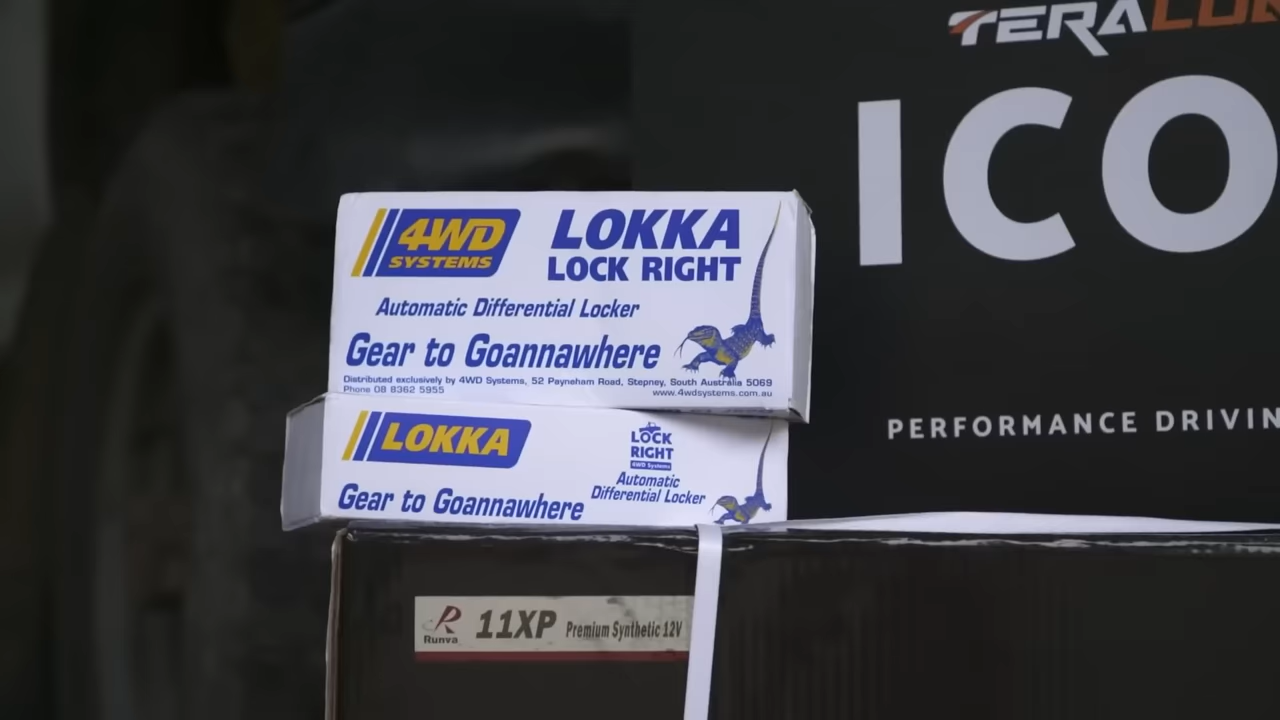 TERALO
ICO
PERFORMANCE DRIVIN
4WD
SYSTEMS
LOKKA
LOCK RIGHT
Automatic Differential Locker
Gear to Goannawhere
Distributed exclusively by 4WD Systems, 52 Payneham Road, Stepney, South Australia 5069
Phone 08 8362 5955 www.4wdsystems.com.au
LOKKA
LOCK
RIGHT
4WD Systems
Automatic
Differential Locker
Gear to Goannawhere
Runva
11XP Premium Synthetic 12V